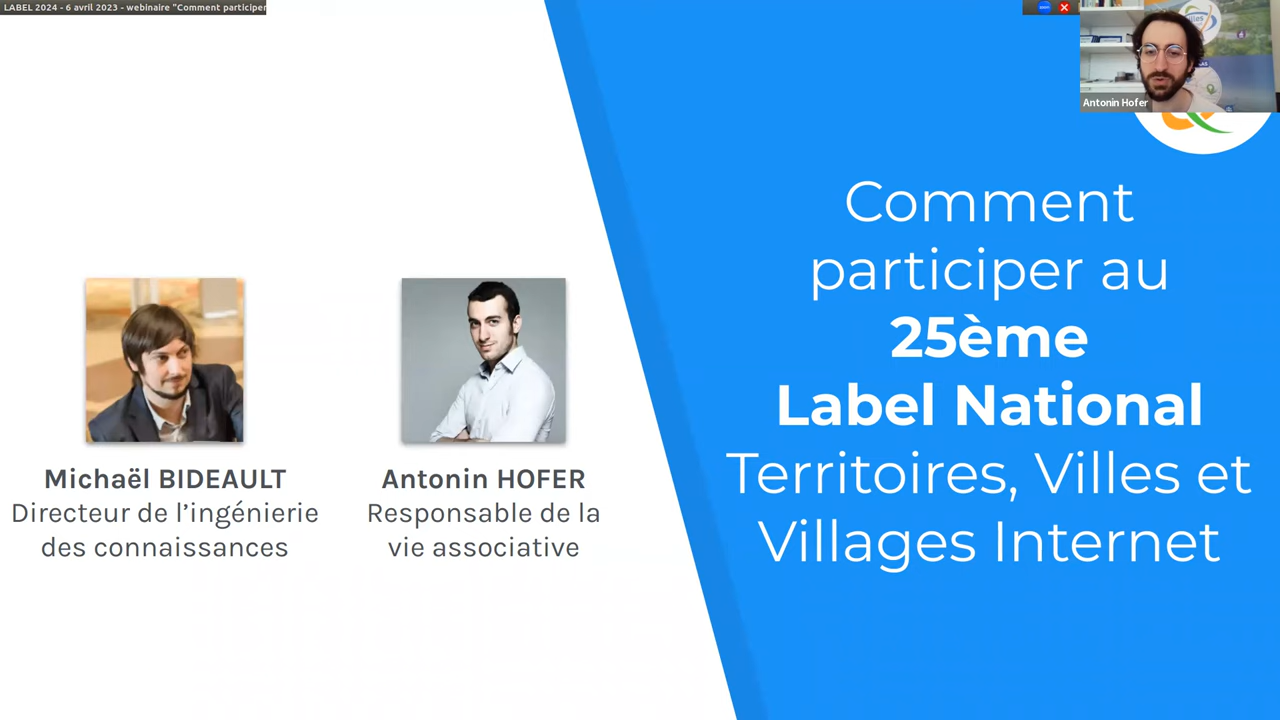 LABEL 2024 - 6 avril 2023 - webinaire "Comment participer
Antonin Hofer
Comment
participer au
25ème
Label National
Territoires, Villes et
Villages Internet
Michaël BIDEAULT
Directeur de l'ingénierie
des connaissances
Antonin HOFER
Responsable de la
vie associative